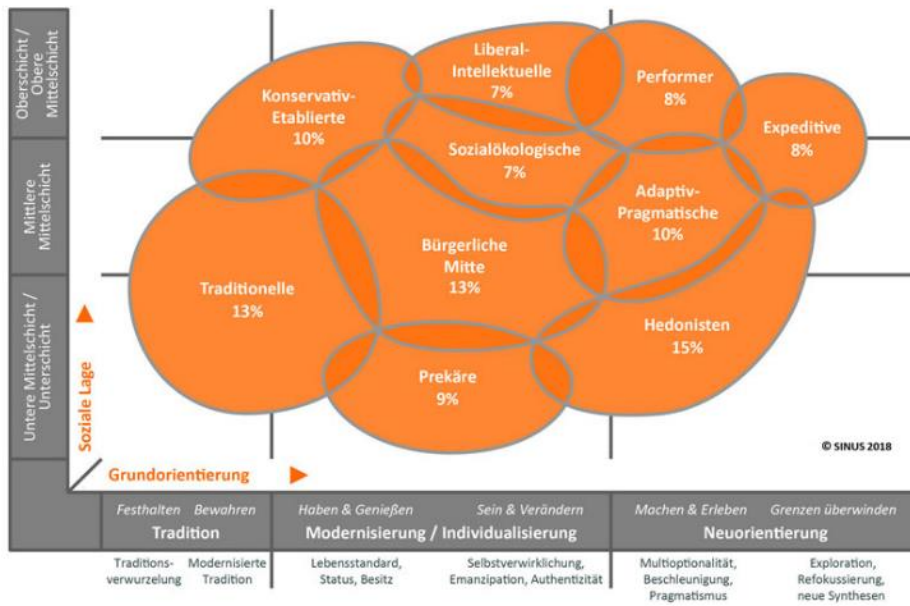 Oberschicht /
Obere
Mittelschicht
Mittlere
Mittelschicht
Untere Mittelschicht /
Unterschicht
Soziale Lage
Liberal-
Intellektuelle
7%
Performer
8%
Konservativ-
Etablierte
10%
Expeditive
8%
Sozialökologische
7%
Adaptiv-
Pragmatische
10%
Bürgerliche
Mitte
13%
Traditionelle
13%
Hedonisten
15%
Prekäre
9%
© SINUS 2018
Grundorientierung
Festhalten Bewahren
Tradition
Haben & Genießen Sein & Verändern
Modernisierung / Individualisierung
Machen & Erleben Grenzen überwinden
Neuorientierung
Traditions-
verwurzelung
Modernisierte
Tradition
Lebensstandard,
Status, Besitz
Selbstverwirklichung,
Emanzipation, Authentizität
Multioptionalität,
Beschleunigung,
Pragmatismus
Exploration,
Refokussierung,
neue Synthesen